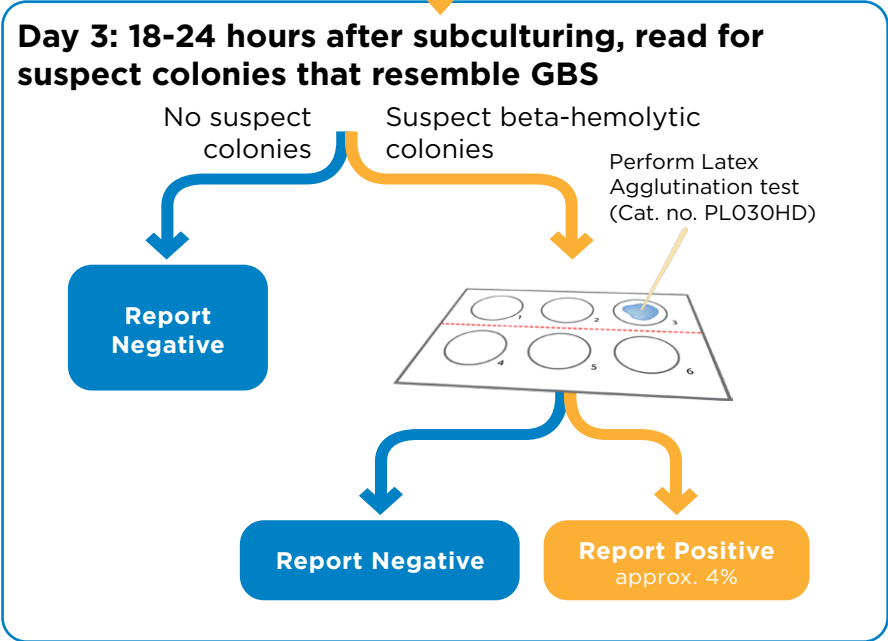 Day 3: 18-24 hours after subculturing, read for
suspect colonies that resemble GBS
No suspect
colonies
Suspect beta-hemolytic
colonies
Perform Latex
Agglutination test
(Cat. no. PL030HD)
Report
Negative
1
2
3
4
5
6
Report Negative
Report Positive
approx. 4%